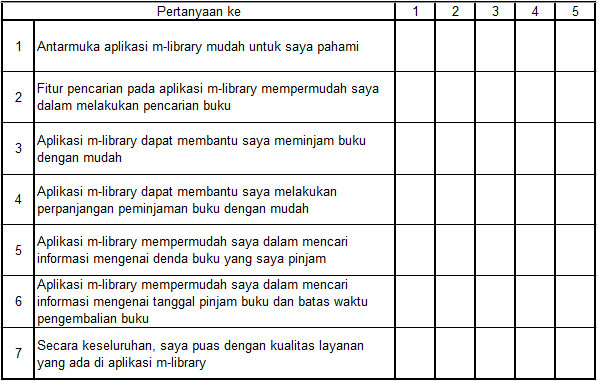 Pertanyaan ke 1 2 3 4 5
1 Antarmuka aplikasi m-library mudah untuk saya pahami
2 Fitur pencarian pada aplikasi m-library mempermudah saya
dalam melakukan pencarian buku
3 Aplikasi m-library dapat membantu saya meminjam buku
dengan mudah
4 Aplikasi m-library dapat membantu saya melakukan
perpanjangan peminjaman buku dengan mudah
5 Aplikasi m-library mempermudah saya dalam mencari
informasi mengenai denda buku yang saya pinjam
6 Aplikasi m-library mempermudah saya dalam mencari
informasi mengenai tanggal pinjam buku dan batas waktu
pengembalian buku
7 Secara keseluruhan, saya puas dengan kualitas layanan
yang ada di aplikasi m-library